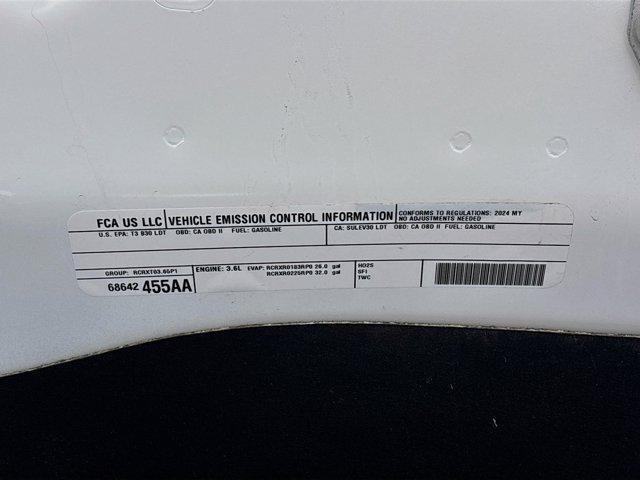 FCA US LLC VEHICLE EMISSION CONTROL INFORMATION CONFORMS TO REGULATIONS: 2024 MY
NO ADJUSTMENTS NEEDED
U.S. EPA: T3 B30 LDT OBD: CA OBD II FUEL: GASOLINE CA: SULEV30 LDT OBD: CA OBD II FUEL: GASOLINE
GROUP: RCRXT03.65P1 ENGINE: 3.6L EVAP: RCRXR0183RP0 26.0 gal HO2S
RCRXR0225RP0 32.0 gal SFI
68642 455AA TWC